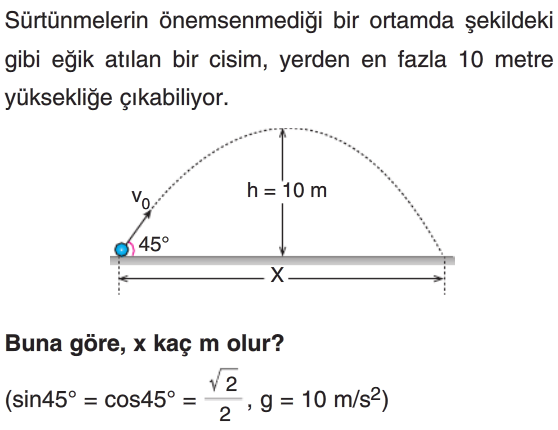 Sürtünmelerin önemsenmediği bir ortamda şekildeki
gibi eğik atılan bir cisim, yerden en fazla 10 metre
yüksekliğe çıkabiliyor.
h = 10 m
v₀
45°
X
Buna göre, x kaç m olur?
(sin45° = cos45° = √2/2, g = 10 m/s²)